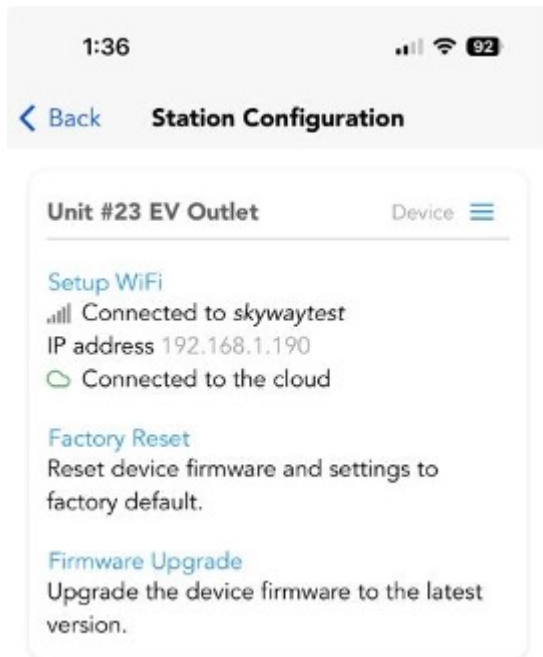 1:36 92
Back Station Configuration
Unit #23 EV Outlet Device
Setup WiFi
Connected to skywaytest
IP address 192.168.1.190
Connected to the cloud
Factory Reset
Reset device firmware and settings to
factory default.
Firmware Upgrade
Upgrade the device firmware to the latest
version.